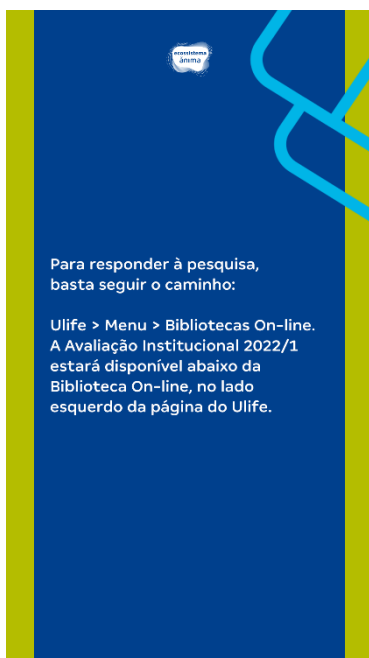 ecossistema
ânima
Para responder à pesquisa,
basta seguir o caminho:
Ulife > Menu > Bibliotecas On-line.
A Avaliação Institucional 2022/1
estará disponível abaixo da
Biblioteca On-line, no lado
esquerdo da página do Ulife.